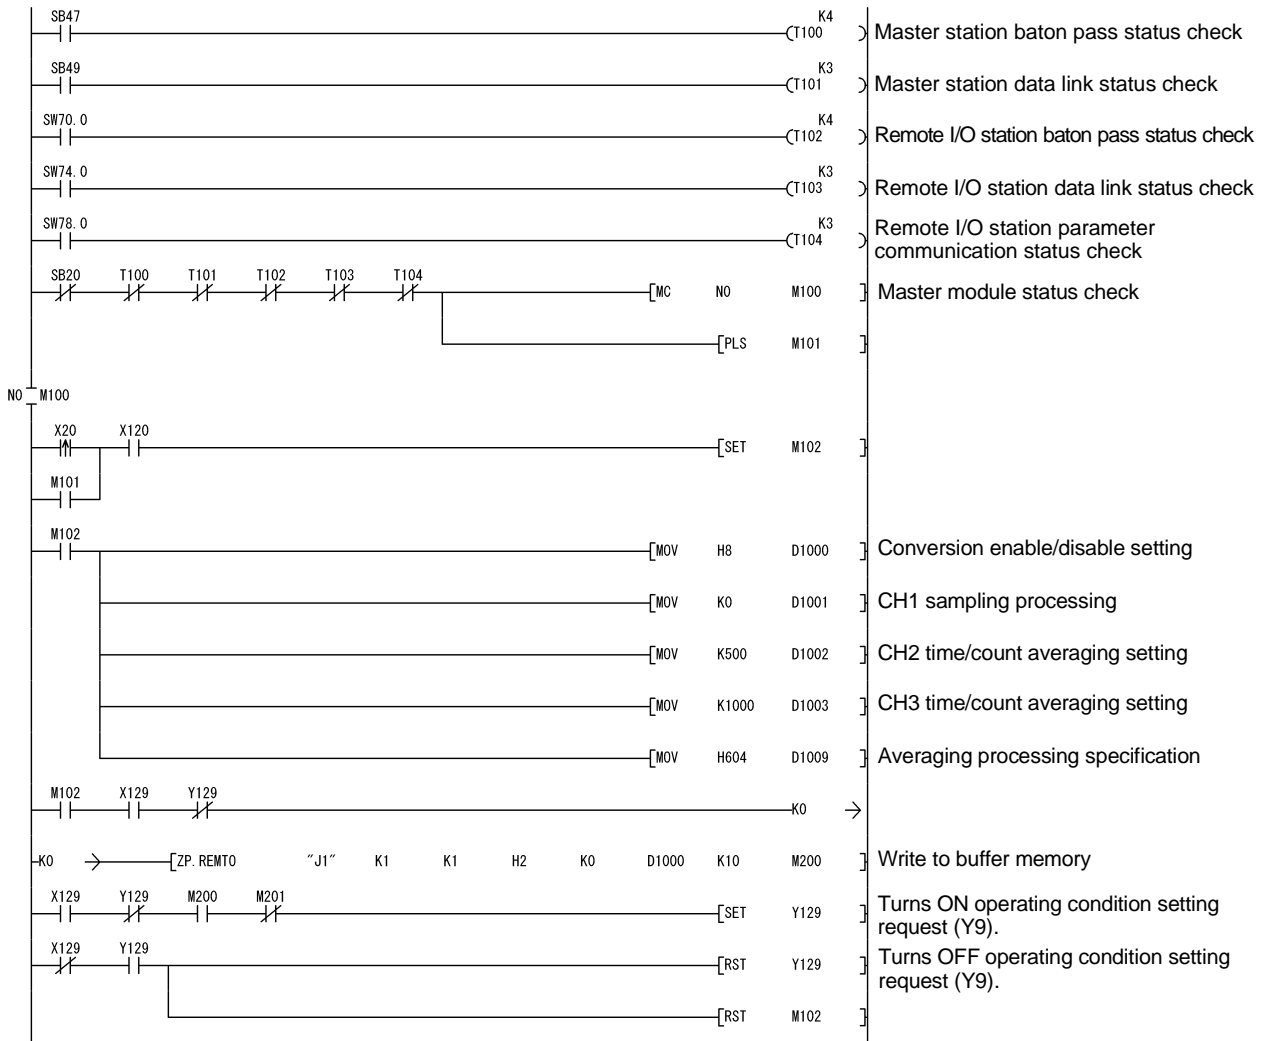 SB47 K4
T100 Master station baton pass status check
SB49 K3
T101 Master station data link status check
SW70.0 K4
T102 Remote I/O station baton pass status check
SW74.0 K3
T103 Remote I/O station data link status check
SW78.0 K3
T104 Remote I/O station parameter
communication status check
SB20 T100 T101 T102 T103 T104
MC N0 M100 Master module status check
PLS M101
N0 M100
X20 X120
SET M102
M101
M102
MOV H8 D1000 Conversion enable/disable setting
MOV K0 D1001 CH1 sampling processing
MOV K500 D1002 CH2 time/count averaging setting
MOV K1000 D1003 CH3 time/count averaging setting
MOV H604 D1009 Averaging processing specification
M102 X129 Y129
K0
K0 ZP.REMTO "J1" K1 K1 H2 K0 D1000 K10 M200 Write to buffer memory
X129 Y129 M200 M201
SET Y129 Turns ON operating condition setting
request (Y9).
X129 Y129
RST Y129 Turns OFF operating condition setting
request (Y9).
RST M102